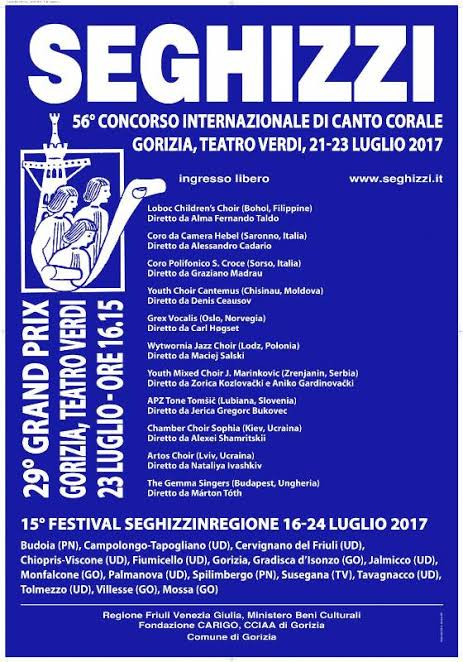 SEGHIZZI
56° CONCORSO INTERNAZIONALE DI CANTO CORALE
GORIZIA, TEATRO VERDI, 21-23 LUGLIO 2017
ingresso libero
www.seghizzi.it
Loboc Children's Choir (Bohol, Filippine)
Diretto da Alma Fernando Taldo
Coro da Camera Hebel (Saronno, Italia)
Diretto da Alessandro Cadario
Coro Polifonico S. Croce (Sorso, Italia)
Diretto da Graziano Madrau
Youth Choir Cantemus (Chisinau, Moldova)
Diretto da Denis Ceausov
Grex Vocalis (Oslo, Norvegia)
Diretto da Carl Høgset
Wytwornia Jazz Choir (Lodz, Polonia)
Diretto da Maciej Salski
Youth Mixed Choir J. Marinkovic (Zrenjanin, Serbia)
Diretto da Zorica Kozlovački e Aniko Gardinovački
APZ Tone Tomšič (Lubiana, Slovenia)
Diretto da Jerica Gregorc Bukovec
Chamber Choir Sophia (Kiev, Ucraina)
Diretto da Alexei Shamritskii
Artos Choir (Lviv, Ucraina)
Diretto da Nataliya Ivashkiv
The Gemma Singers (Budapest, Ungheria)
Diretto da Márton Tóth
29° GRAND PRIX
GORIZIA, TEATRO VERDI
23 LUGLIO - ORE 16.15
15° FESTIVAL SEGHIZZINREGIONE 16-24 LUGLIO 2017
Budoia (PN), Campolongo-Tapogliano (UD), Cervignano del Friuli (UD),
Chiopris-Viscone (UD), Fiumicello (UD), Gorizia, Gradisca d'Isonzo (GO), Jalmicco (UD),
Monfalcone (GO), Palmanova (UD), Spilimbergo (PN), Susegana (TV), Tavagnacco (UD),
Tolmezzo (UD), Villesse (GO), Mossa (GO)
Regione Friuli Venezia Giulia, Ministero Beni Culturali
Fondazione CARIGO, CCIAA di Gorizia
Comune di Gorizia